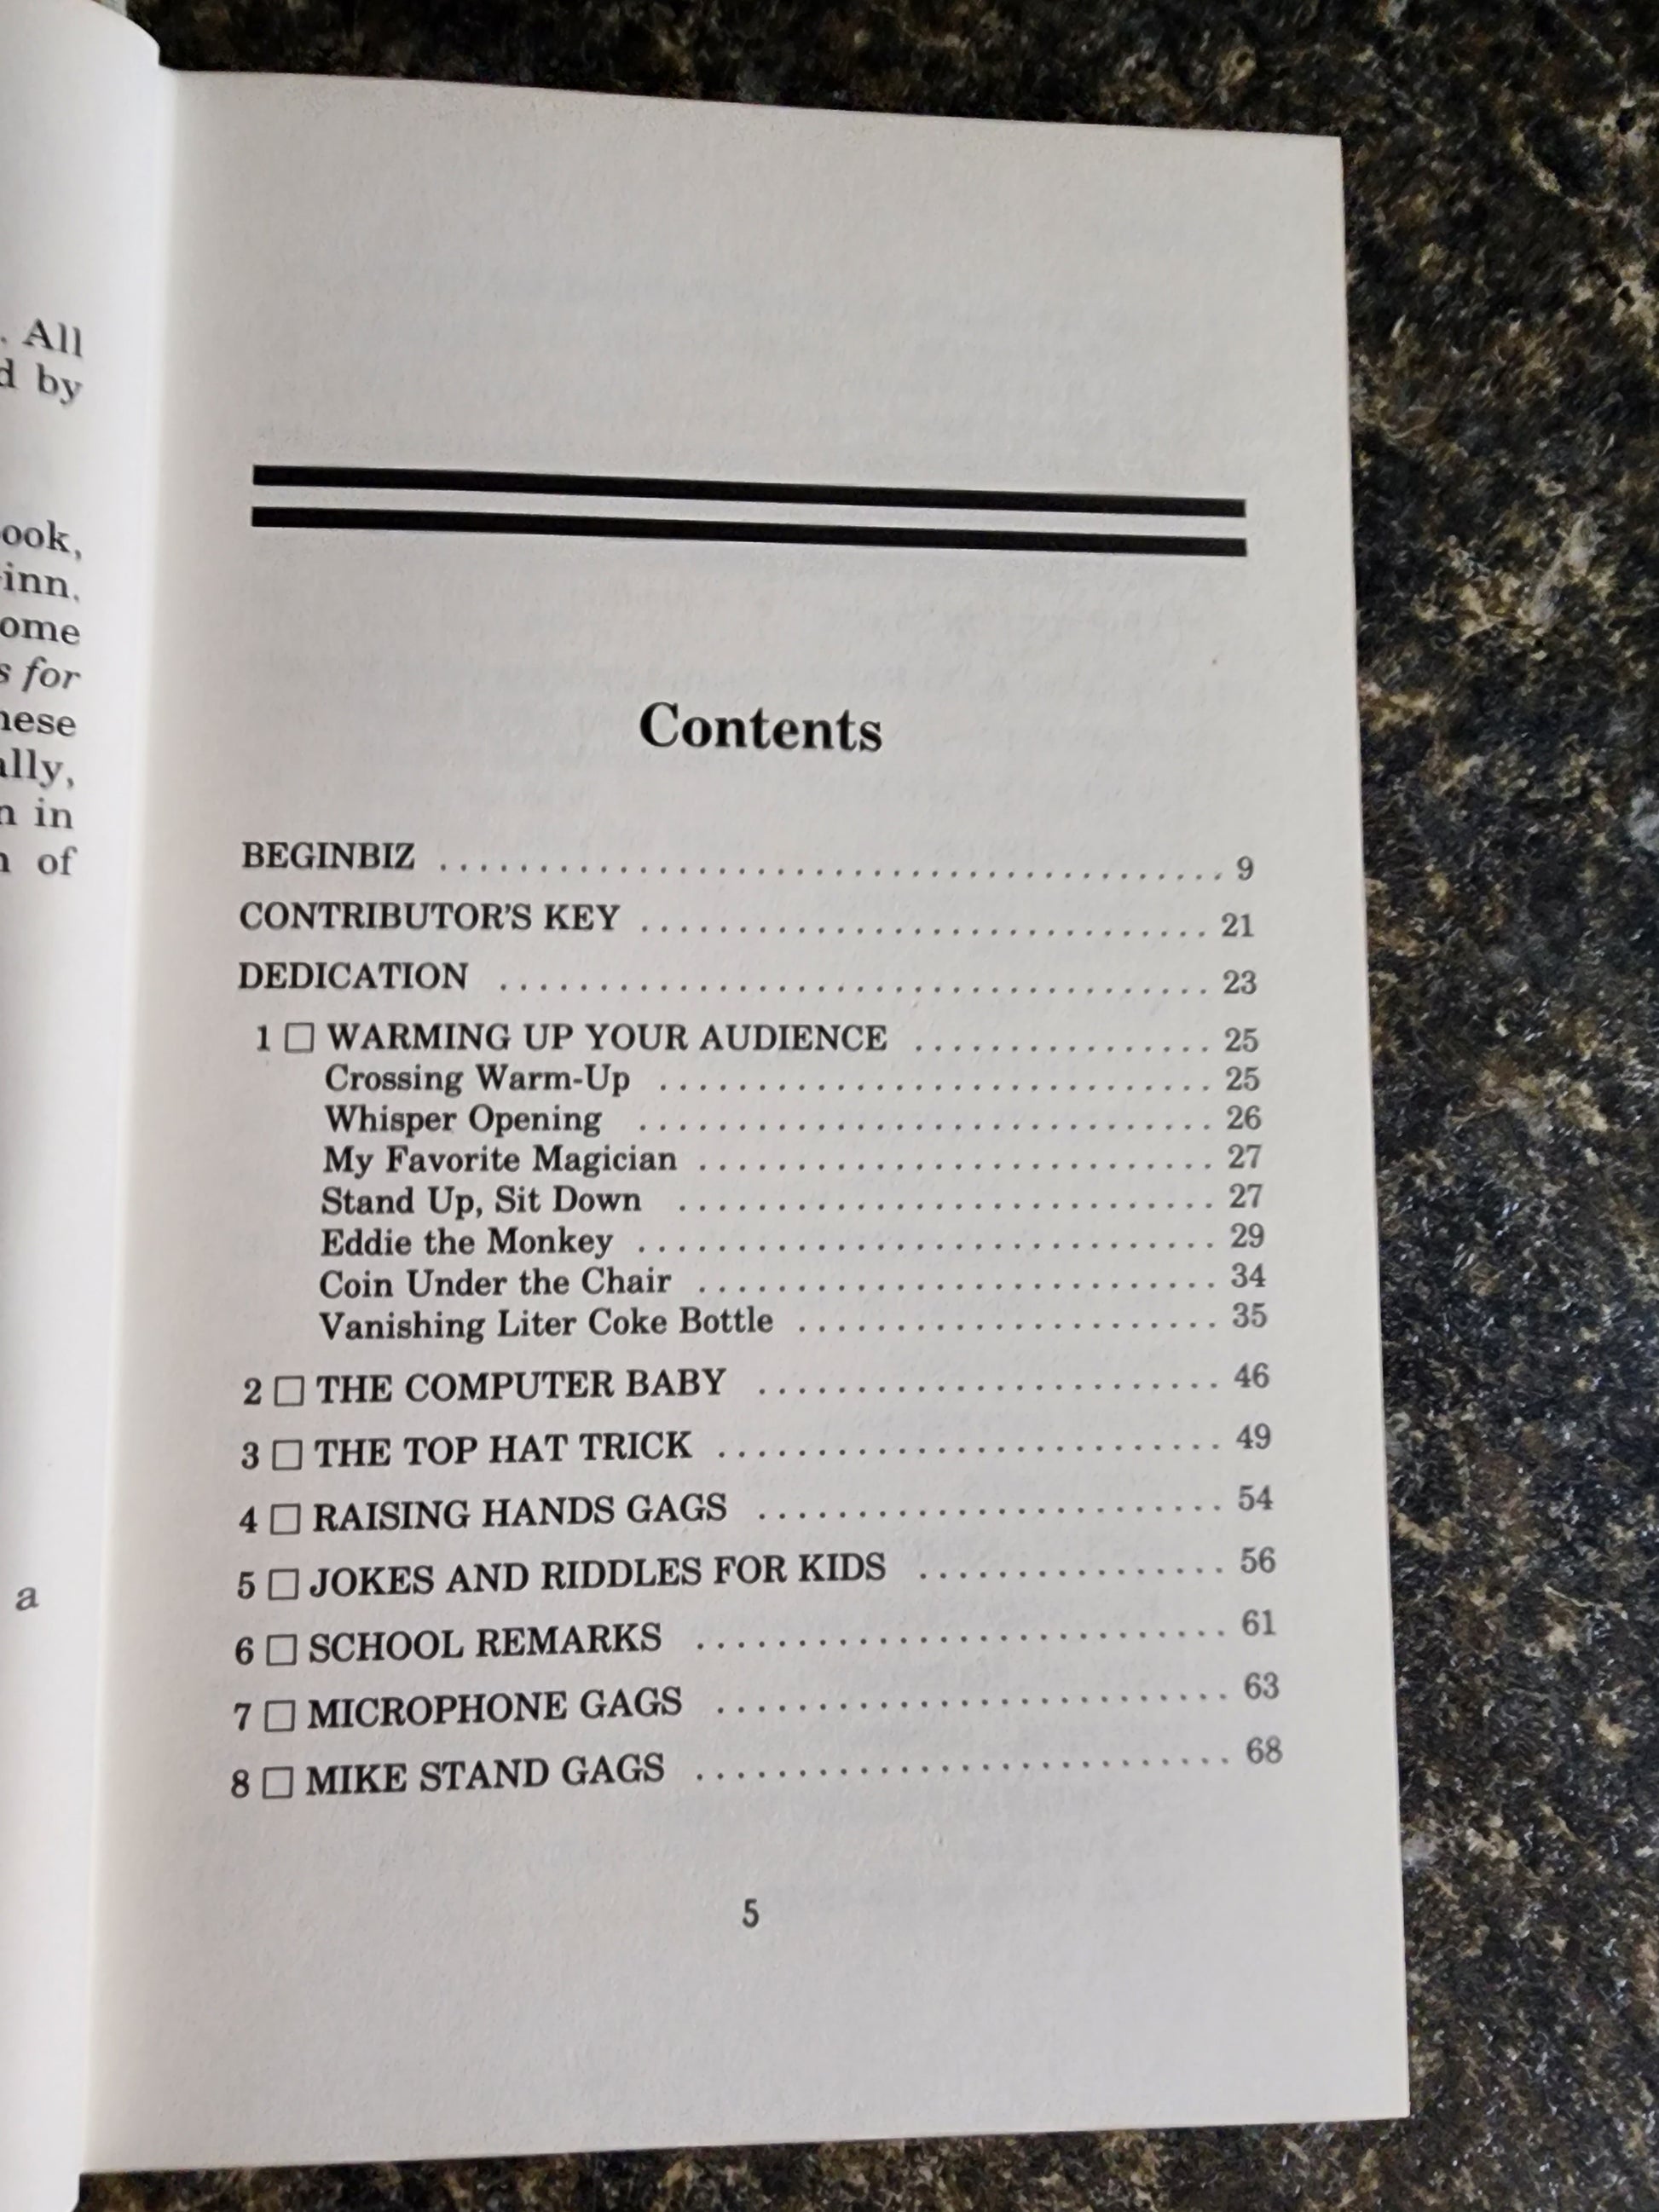 . All
by
ome
for
in
of
a
Contents
BEGINBIZ ........................................ 9
CONTRIBUTOR'S KEY ............................. 21
DEDICATION .................................... 23
1 □ WARMING UP YOUR AUDIENCE ............... 25
Crossing Warm-Up ............................. 25
Whisper Opening ............................. 26
My Favorite Magician .......................... 27
Stand Up, Sit Down ........................... 27
Eddie the Monkey ............................. 29
Coin Under the Chair .......................... 34
Vanishing Liter Coke Bottle ..................... 35
2 □ THE COMPUTER BABY ........................ 46
3 □ THE TOP HAT TRICK .......................... 49
4 □ RAISING HANDS GAGS ........................ 54
5 □ JOKES AND RIDDLES FOR KIDS ................ 56
6 □ SCHOOL REMARKS ........................... 61
7 □ MICROPHONE GAGS .......................... 63
8 □ MIKE STAND GAGS ........................... 68
5